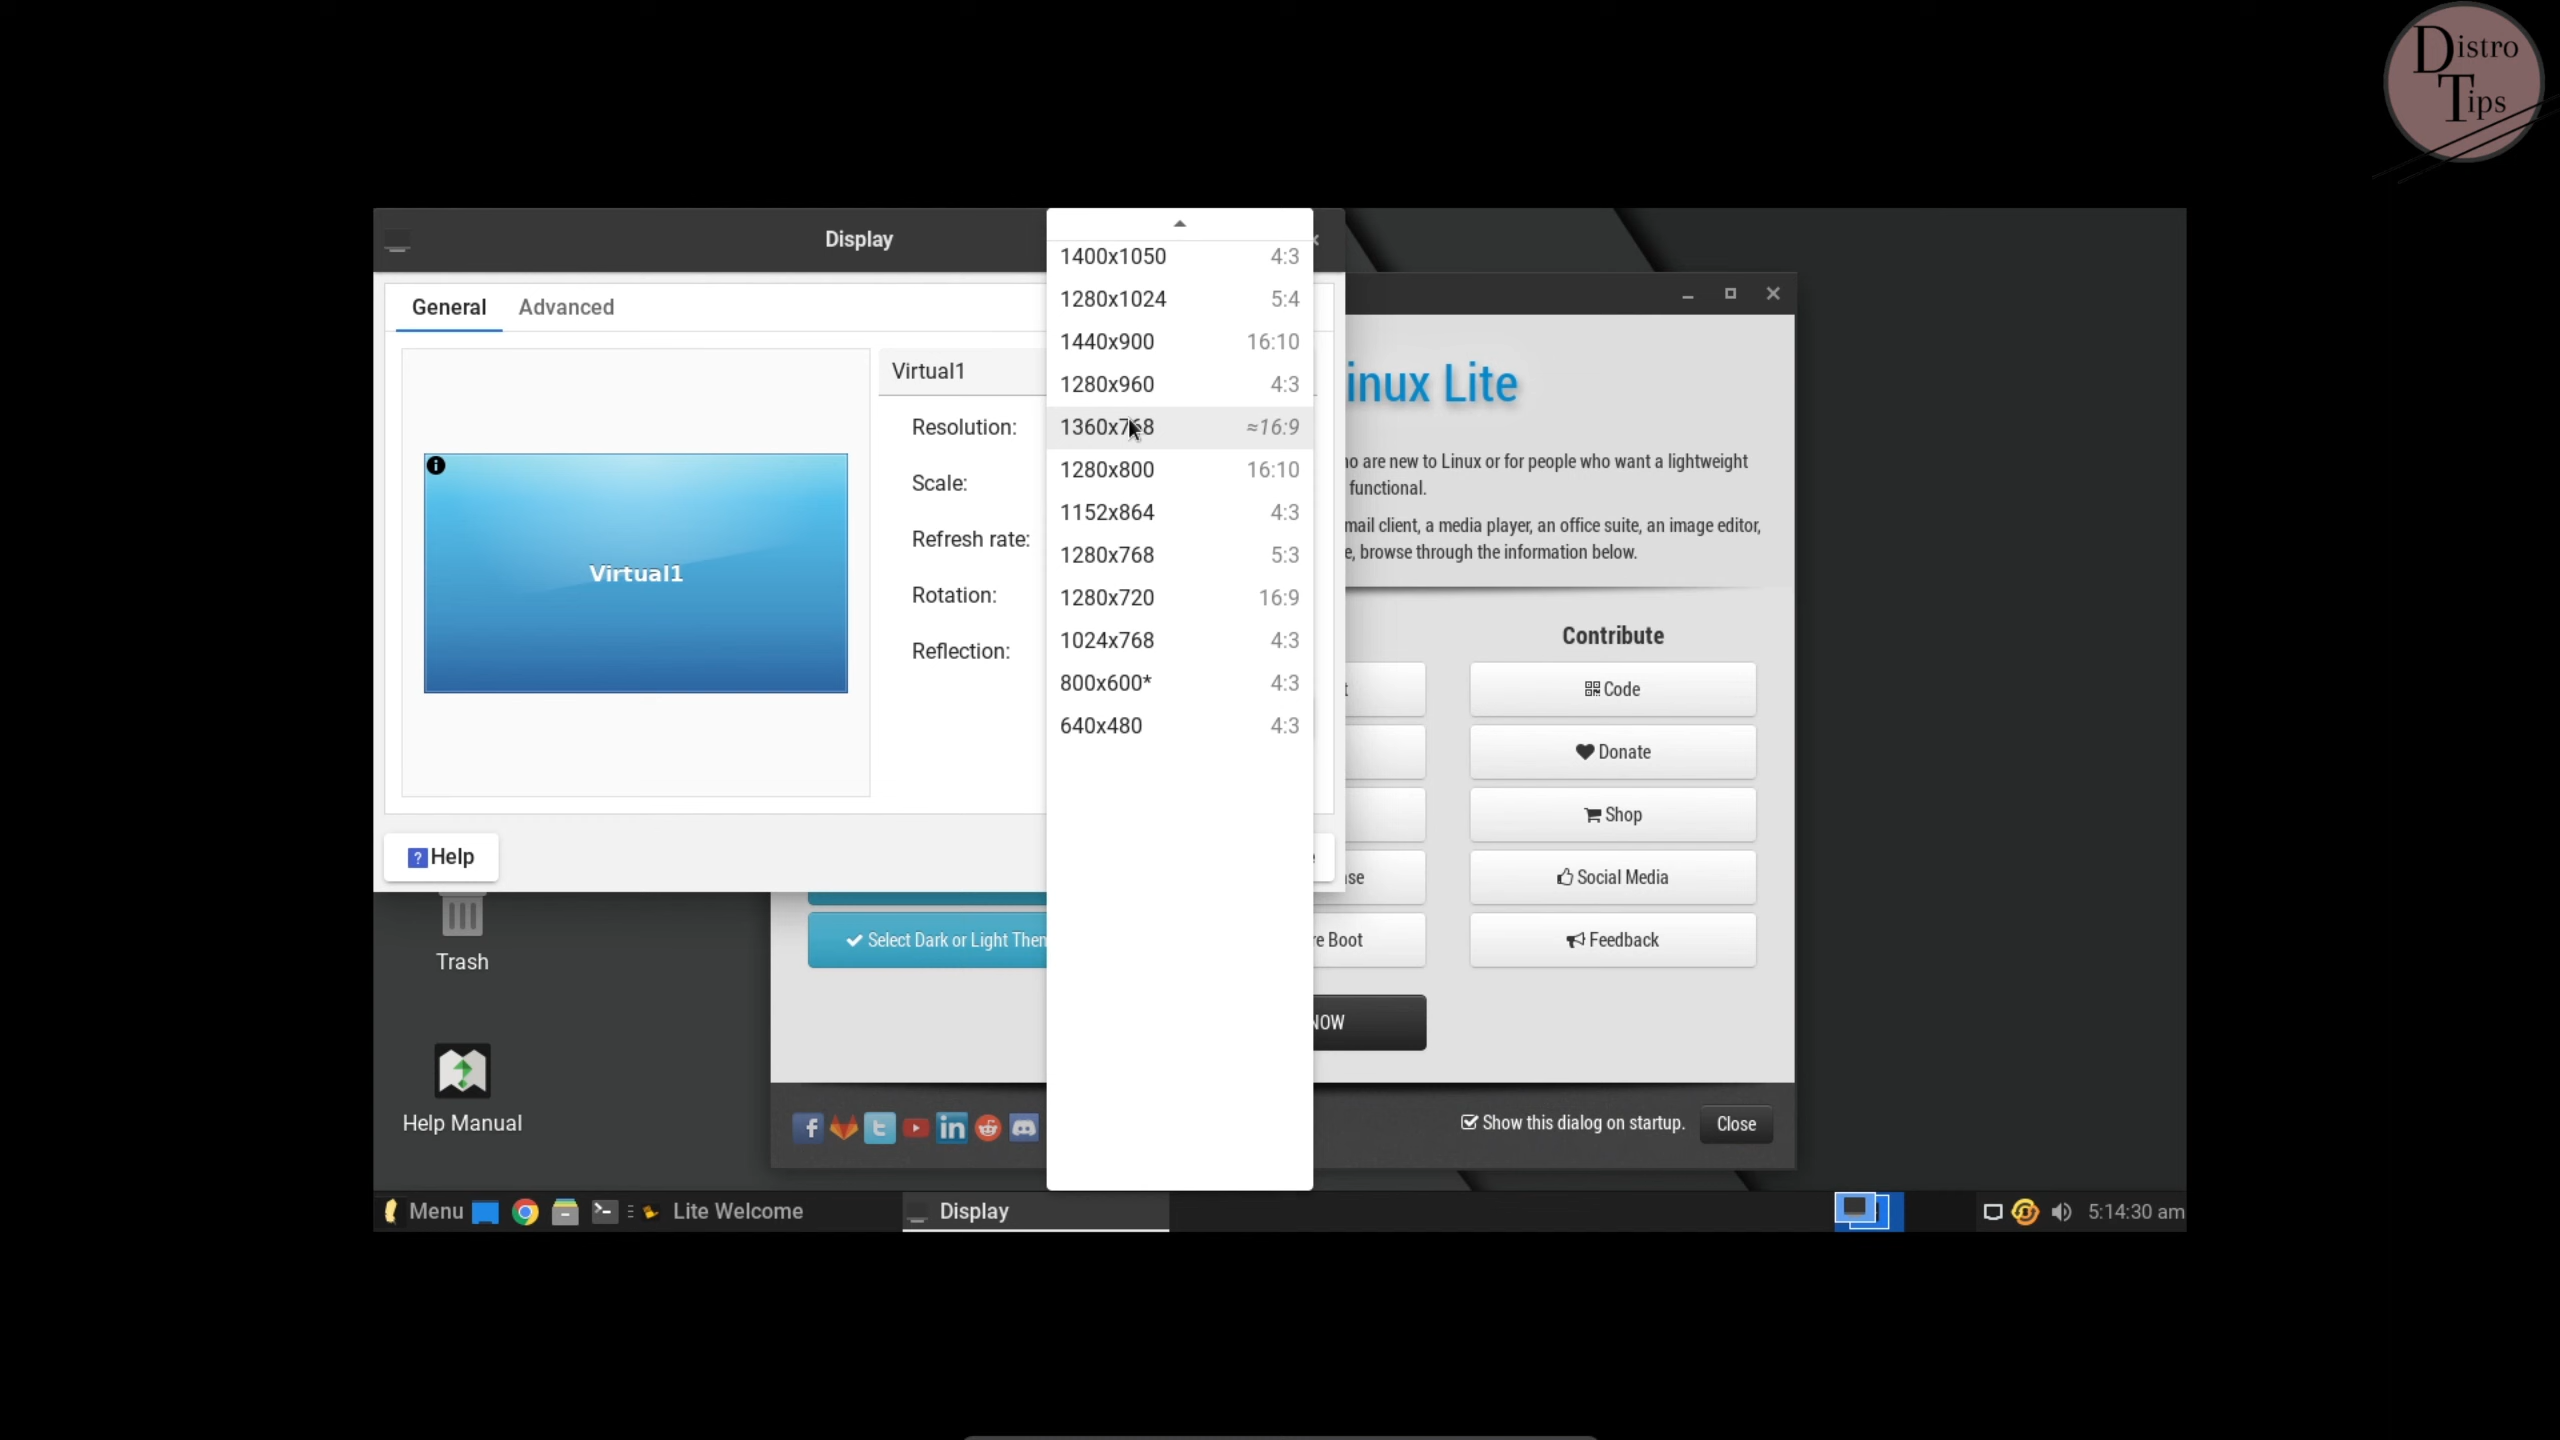 Distro
Tips
Display
General Advanced
Virtual1
Resolution:
Scale:
Refresh rate:
Rotation:
Reflection:
Virtual1
Help
1400x1050 4:3
1280x1024 5:4
1440x900 16:10
1280x960 4:3
1360x768 ≈16:9
1280x800 16:10
1152x864 4:3
1280x768 5:3
1280x720 16:9
1024x768 4:3
800x600* 4:3
640x480 4:3
inux Lite
no are new to Linux or for people who want a lightweight
functional.
mail client, a media player, an office suite, an image editor,
e, browse through the information below.
Contribute
Code
Donate
Shop
Social Media
Feedback
Select Dark or Light Them
re Boot
NOW
Show this dialog on startup.
Close
Trash
Help Manual
Menu
Lite Welcome
Display
5:14:30 am